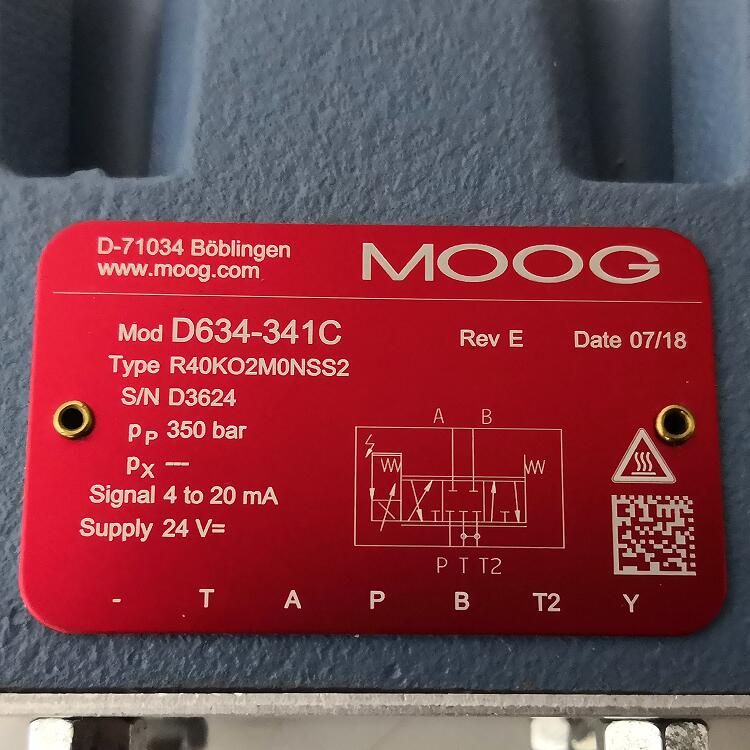 D-71034 Böblingen
www.moog.com
MOOG
Mod D634-341C Rev E Date 07/18
Type R40KO2M0NSS2
S/N D3624
pP 350 bar
pX ---
Signal 4 to 20 mA
Supply 24 V=
A B
P T T2
- T A P B T2 Y